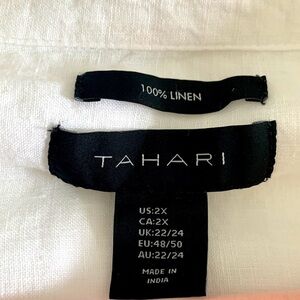 100% LINEN
TAHARI
US:2X
CA:2X
UK:22/24
EU:48/50
AU:22/24
MADE IN
INDIA